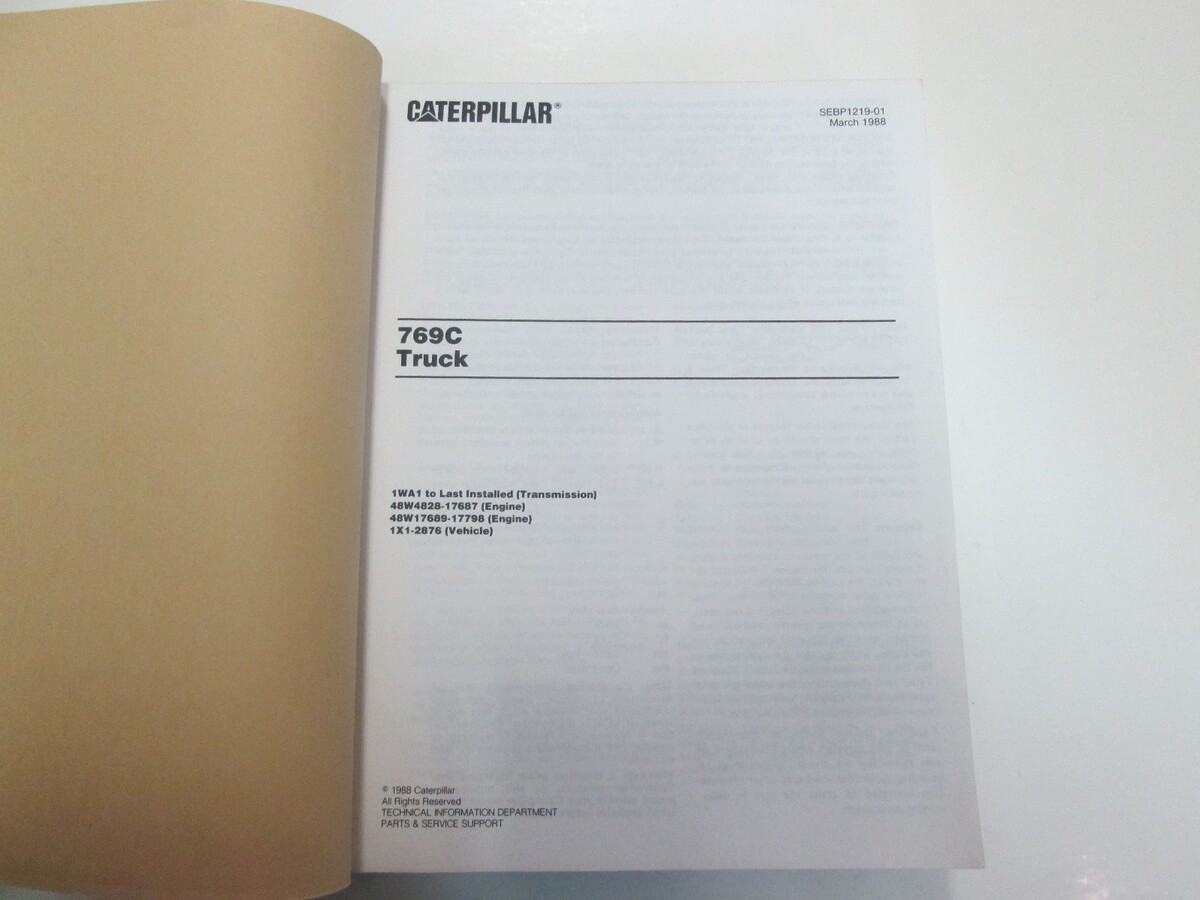 CATERPILLAR®
SEBP1219-01
March 1988
769C
Truck
1WA1 to Last Installed (Transmission)
48W4828-17687 (Engine)
48W17689-17798 (Engine)
1X1-2876 (Vehicle)
© 1988 Caterpillar
All Rights Reserved
TECHNICAL INFORMATION DEPARTMENT
PARTS & SERVICE SUPPORT